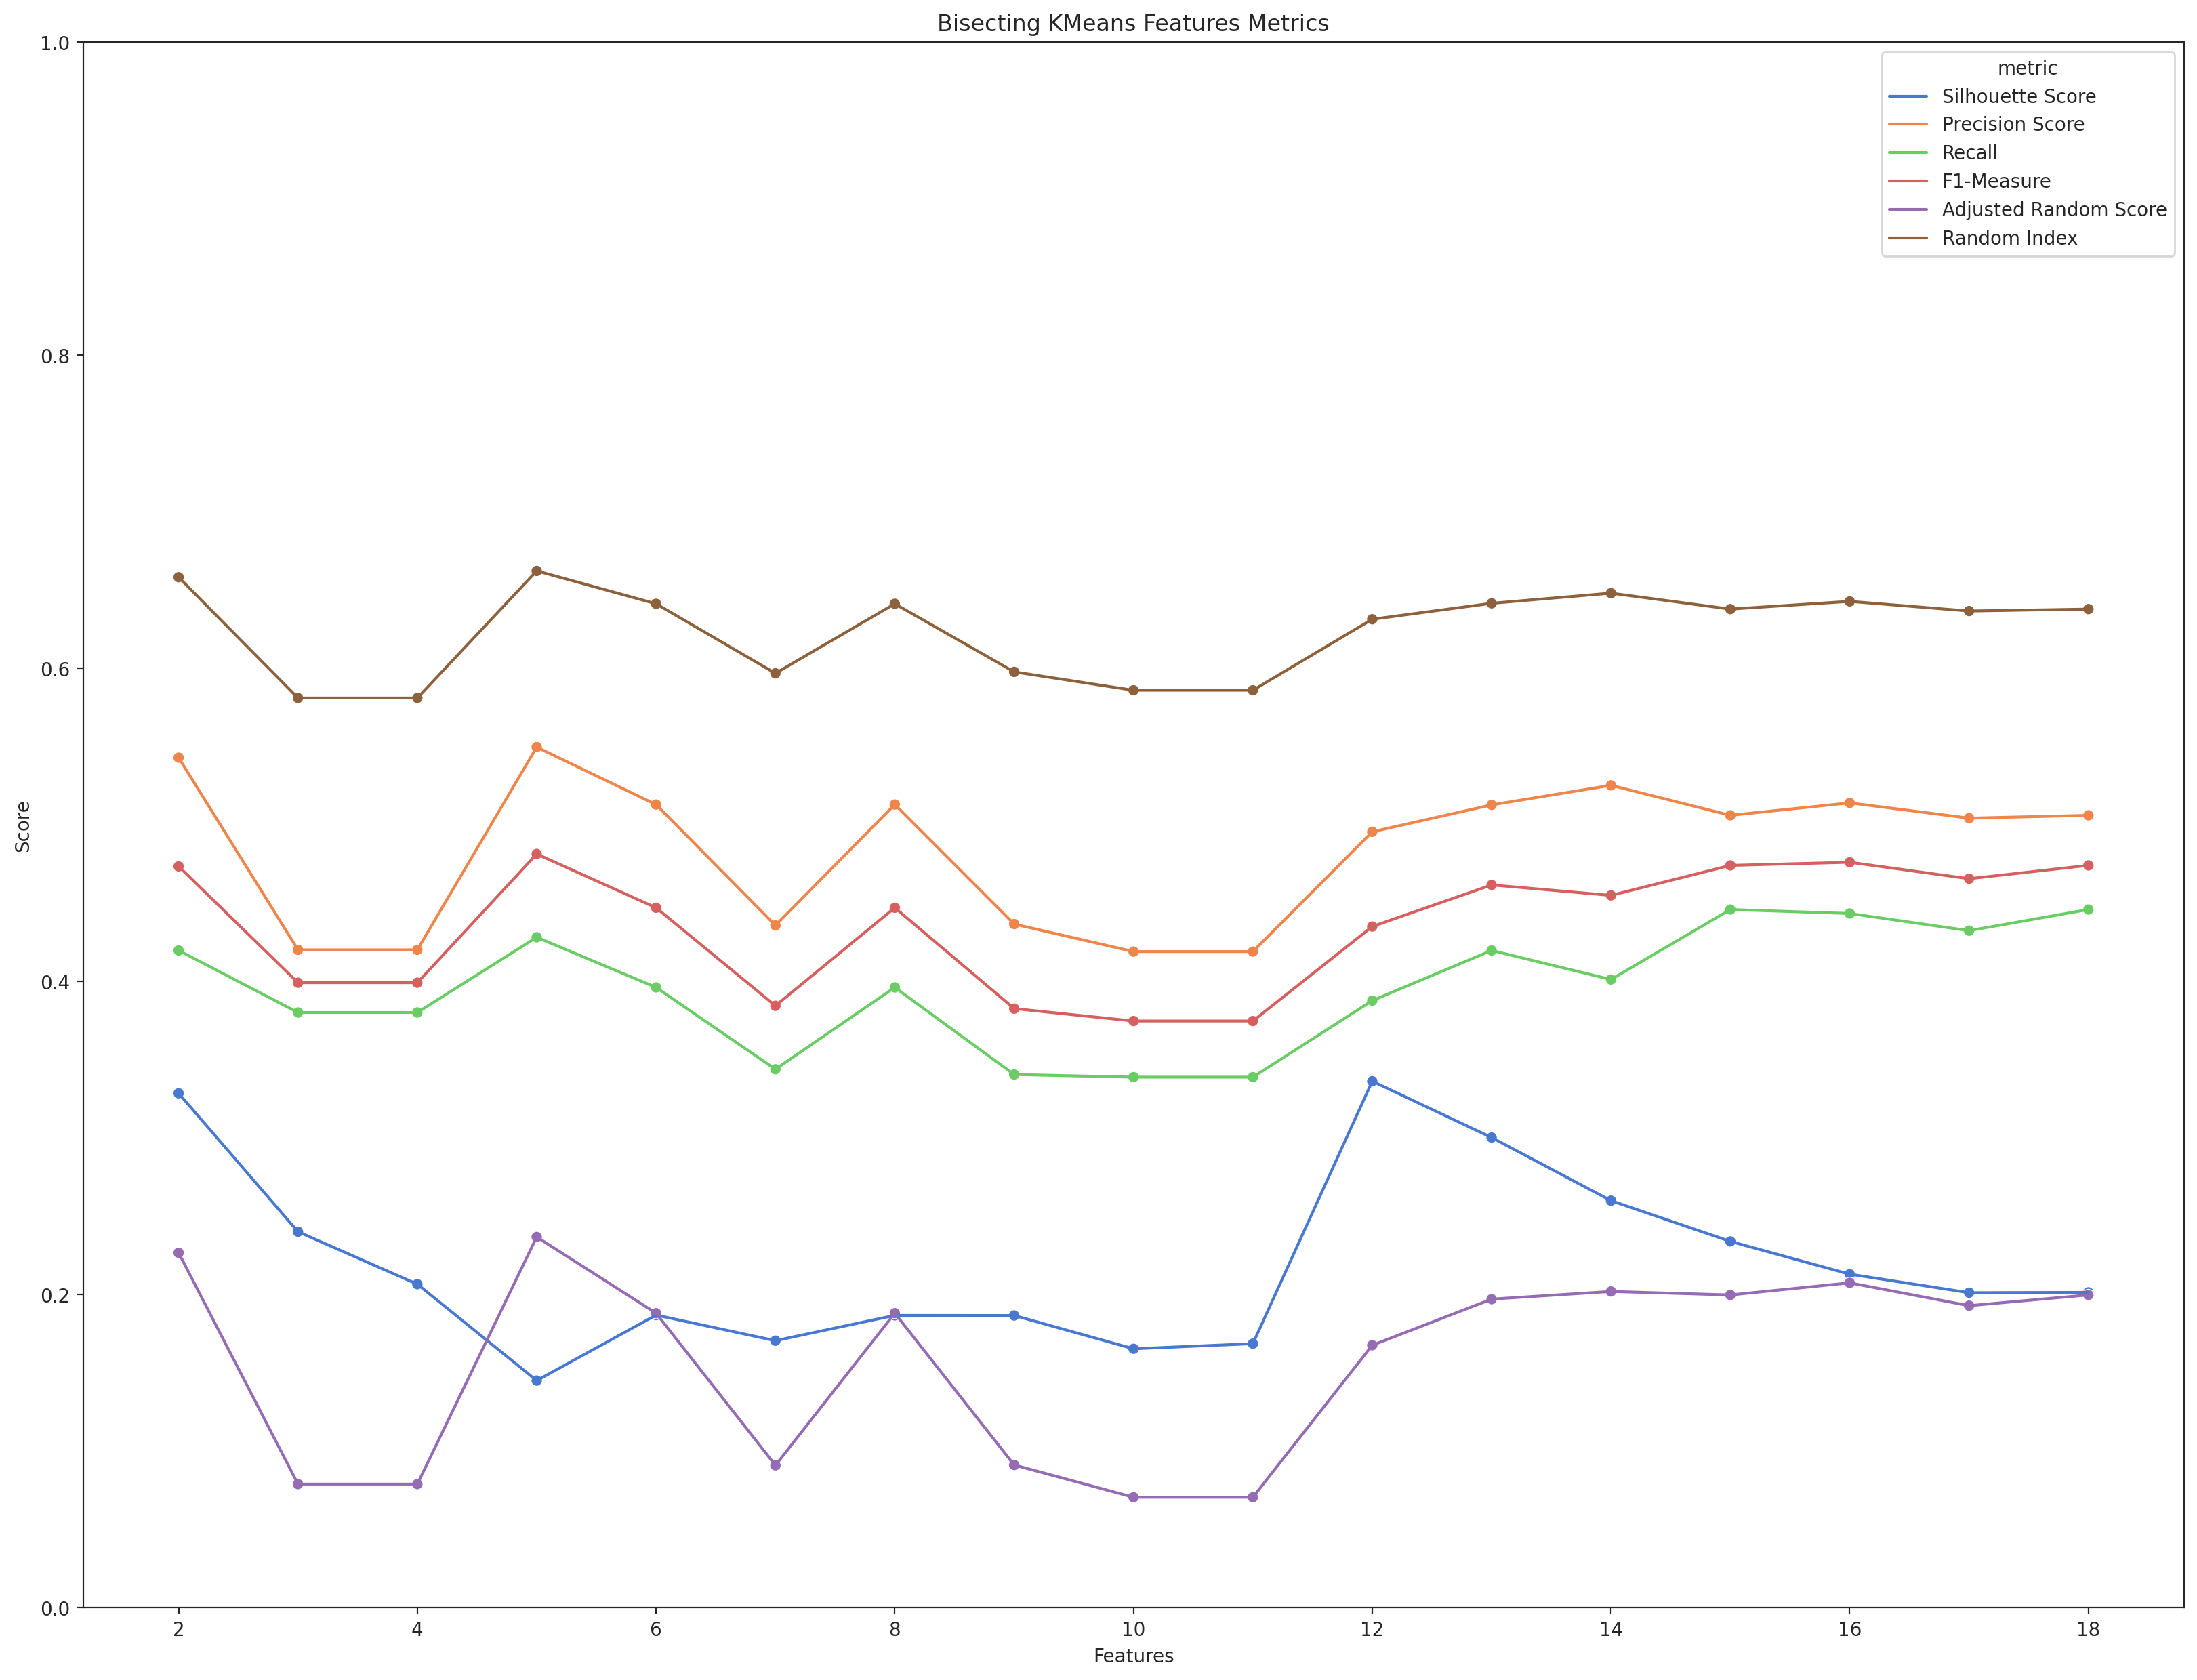 Bisecting KMeans Features Metrics
1.0
0.8
0.6
0.4
0.2
0.0
Score
metric
Silhouette Score
Precision Score
Recall
F1-Measure
Adjusted Random Score
Random Index
2 4 6 8 10 12 14 16 18
Features